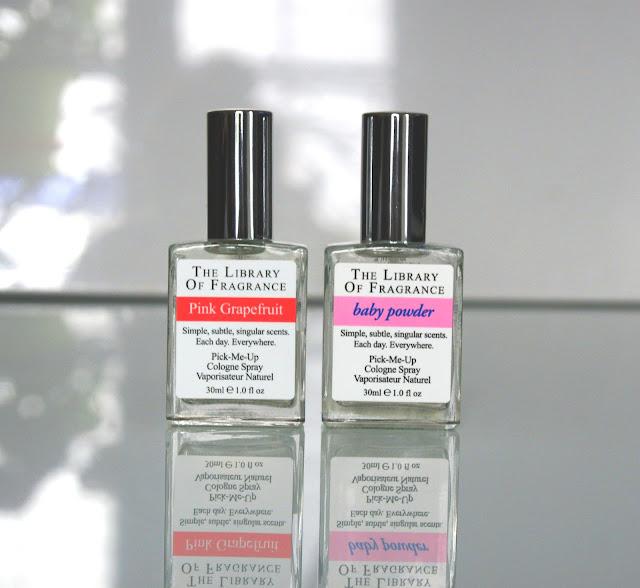 THE LIBRARY
OF FRAGRANCE
Pink Grapefruit
Simple, subtle, singular scents.
Each day. Everywhere.
Pick-Me-Up
Cologne Spray
Vaporisateur Naturel
30ml ℮ 1.0 fl oz
THE LIBRARY
OF FRAGRANCE
baby powder
Simple, subtle, singular scents.
Each day. Everywhere.
Pick-Me-Up
Cologne Spray
Vaporisateur Naturel
30ml ℮ 1.0 fl oz